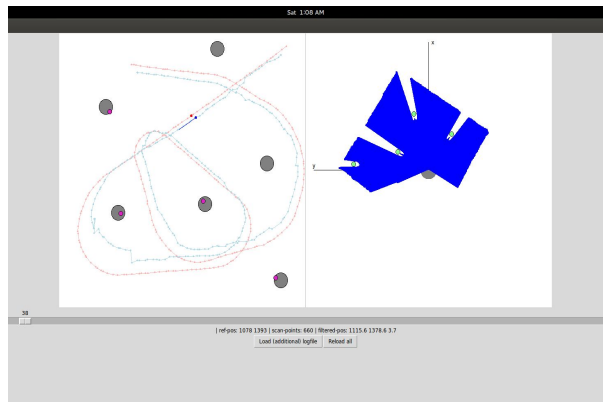 Sat 1:08 AM
x
y
38
| ref-pos: 1078 1393 | scan-points: 660 | filtered-pos: 1115.6 1378.6 3.7
Load (additional) logfile Reload all